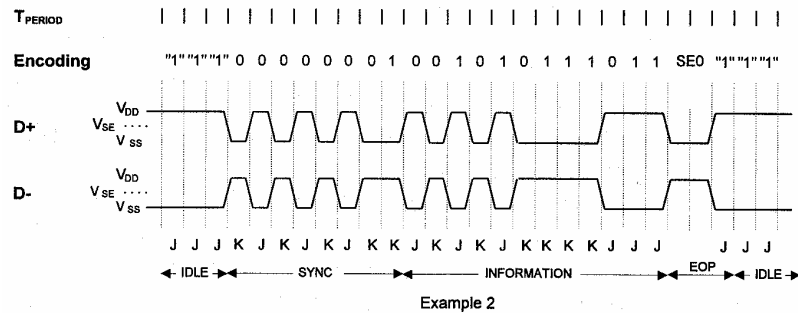 TPERIOD
Encoding "1" "1" "1" 0 0 0 0 0 0 0 1 0 0 1 0 1 0 1 1 1 0 1 1 SE0 "1" "1" "1"
VDD
D+ VSE ····
VSS
VDD
D- VSE ····
VSS
J J J K J K J K J K K J K J K J K K K K J J J J J J
IDLE SYNC INFORMATION EOP IDLE
Example 2